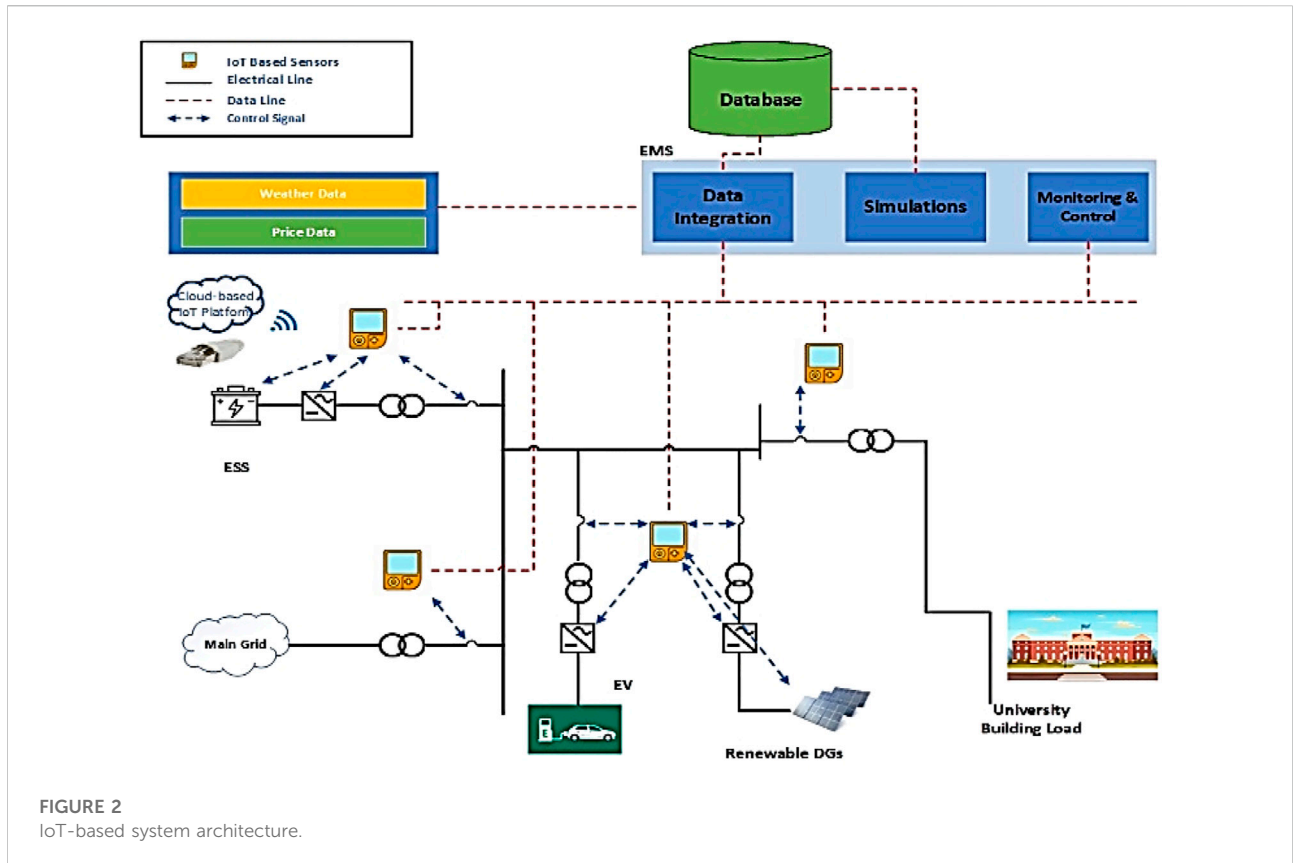 IoT Based Sensors
Electrical Line
Data Line
Control Signal
Database
EMS
Weather Data
Price Data
Data
Integration
Simulations
Monitoring &
Control
Cloud-based
IoT Platform
ESS
Main Grid
EV
E
Renewable DGs
University
Building Load
FIGURE 2
IoT-based system architecture.